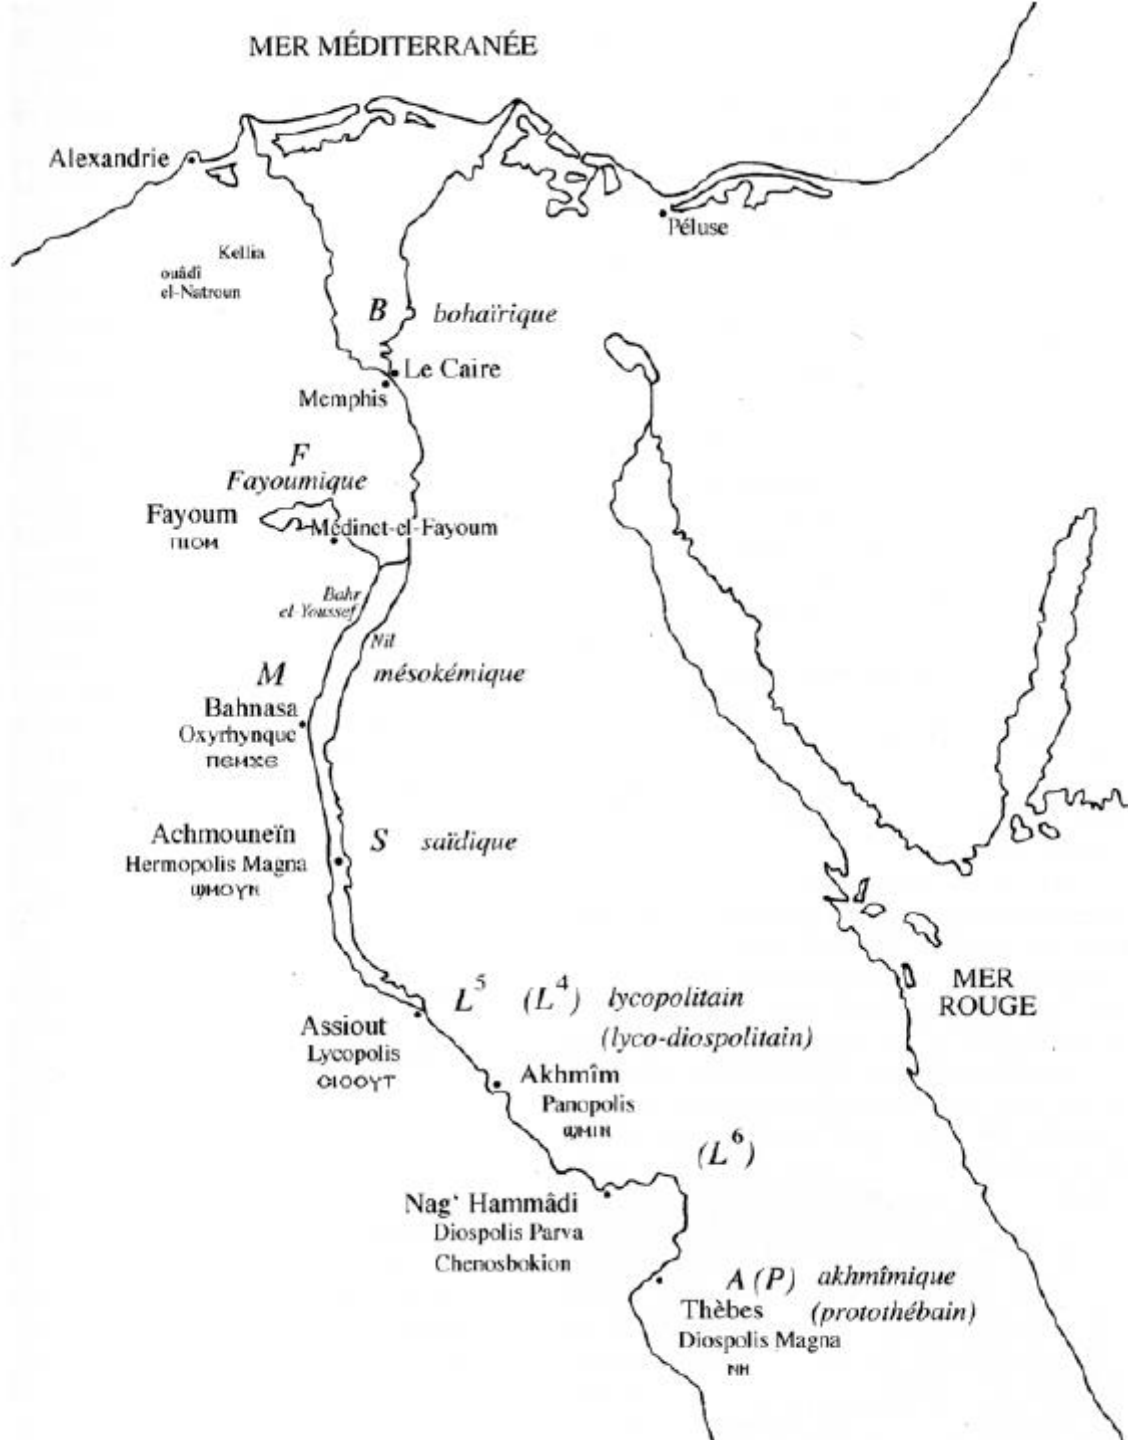 MER MÉDITERRANÉE
Alexandrie
Péluse
Kellia
ouâdî
el-Natroun
B bohaïrique
Le Caire
Memphis
F
Fayoumique
Fayoum
Médinet-el-Fayoum
ⲠⲒⲞⲘ
Bahr
el-Youssef
Nil
M mésokémique
Bahnasa
Oxyrhynque
ⲠⲈⲘϪⲈ
Achmouneïn
S saïdique
Hermopolis Magna
ϢⲘⲞⲨⲚ
L⁵ (L⁴) lycopolitain
(lyco-diospolitain)
MER
ROUGE
Assiout
Lycopolis
ⲤⲒⲞⲞⲨⲦ
Akhmîm
Panopolis
ϢⲘⲒⲚ
(L⁶)
Nag‘ Hammâdi
Diospolis Parva
Chenosbokion
A (P) akhmîmique
Thèbes (protothébain)
Diospolis Magna
ⲚⲎ